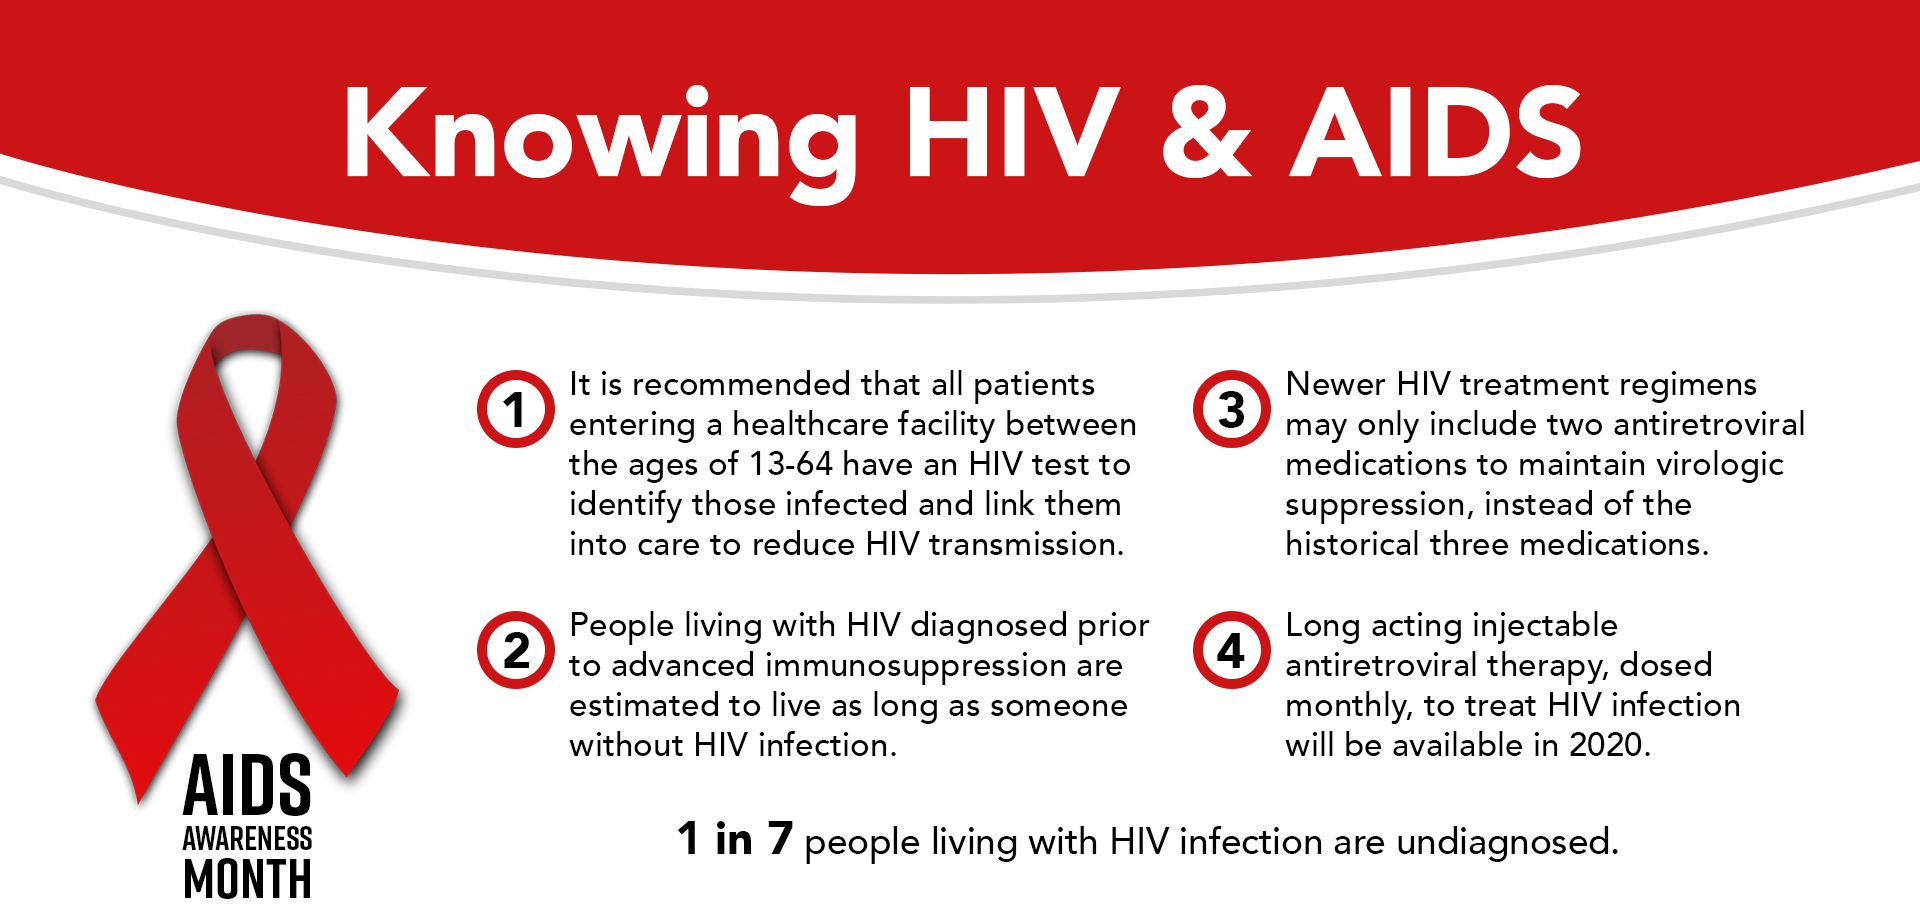 Knowing HIV & AIDS
1
It is recommended that all patients
entering a healthcare facility between
the ages of 13-64 have an HIV test to
identify those infected and link them
into care to reduce HIV transmission.
2
People living with HIV diagnosed prior
to advanced immunosuppression are
estimated to live as long as someone
without HIV infection.
3
Newer HIV treatment regimens
may only include two antiretroviral
medications to maintain virologic
suppression, instead of the
historical three medications.
4
Long acting injectable
antiretroviral therapy, dosed
monthly, to treat HIV infection
will be available in 2020.
1 in 7 people living with HIV infection are undiagnosed.
AIDS
AWARENESS
MONTH